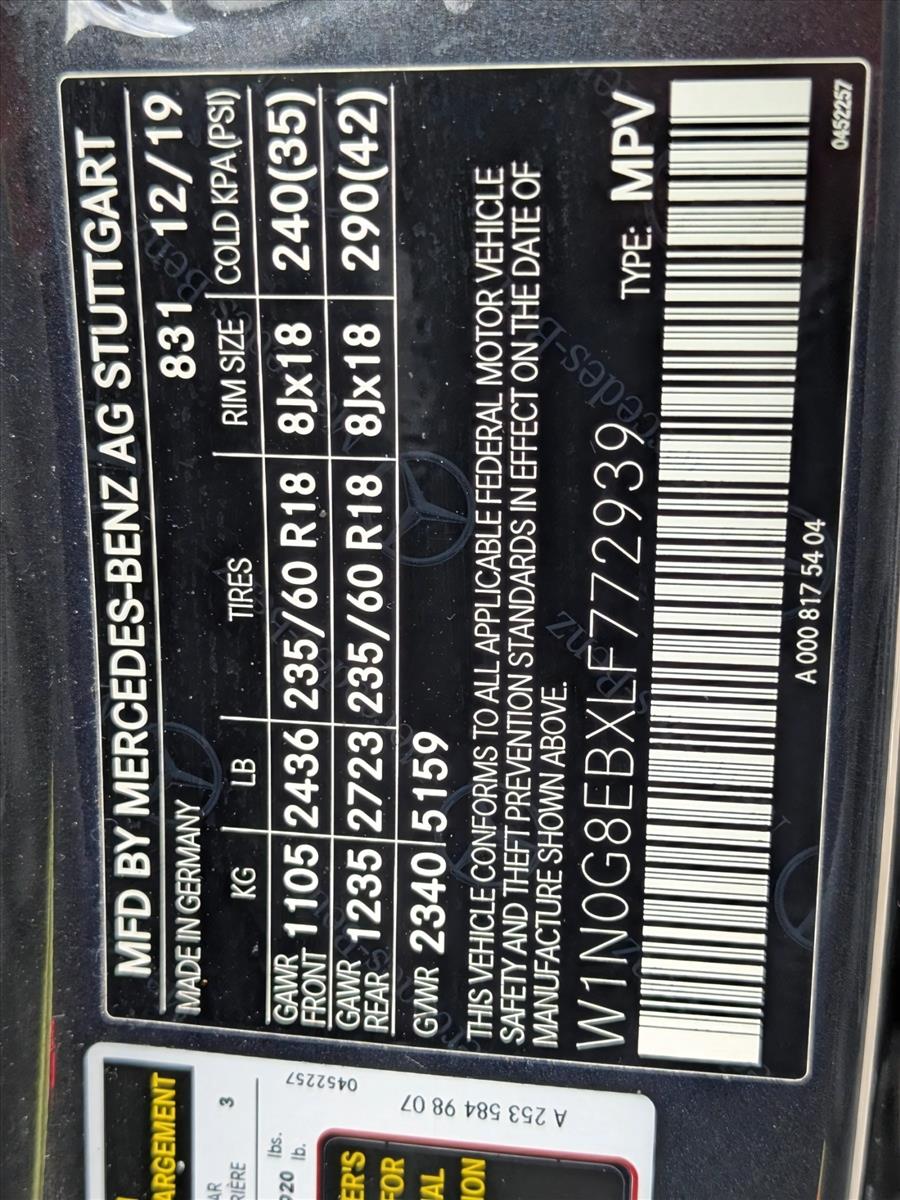 MFD BY MERCEDES-BENZ AG STUTTGART
MADE IN GERMANY 831 12/19
KG LB TIRES RIM SIZE COLD KPA(PSI)
GAWR FRONT 1105 2436 235/60 R18 8Jx18 240(35)
GAWR REAR 1235 2723 235/60 R18 8Jx18 290(42)
GVWR 2340 5159
THIS VEHICLE CONFORMS TO ALL APPLICABLE FEDERAL MOTOR VEHICLE
SAFETY AND THEFT PREVENTION STANDARDS IN EFFECT ON THE DATE OF
MANUFACTURE SHOWN ABOVE.
W1N0G8EBXLF772939 TYPE: MPV
A 000 817 54 04
0452257
ARGEMENT
3
lbs.
920 lb.
0452257
A 253 584 98 07
ER'S
FOR